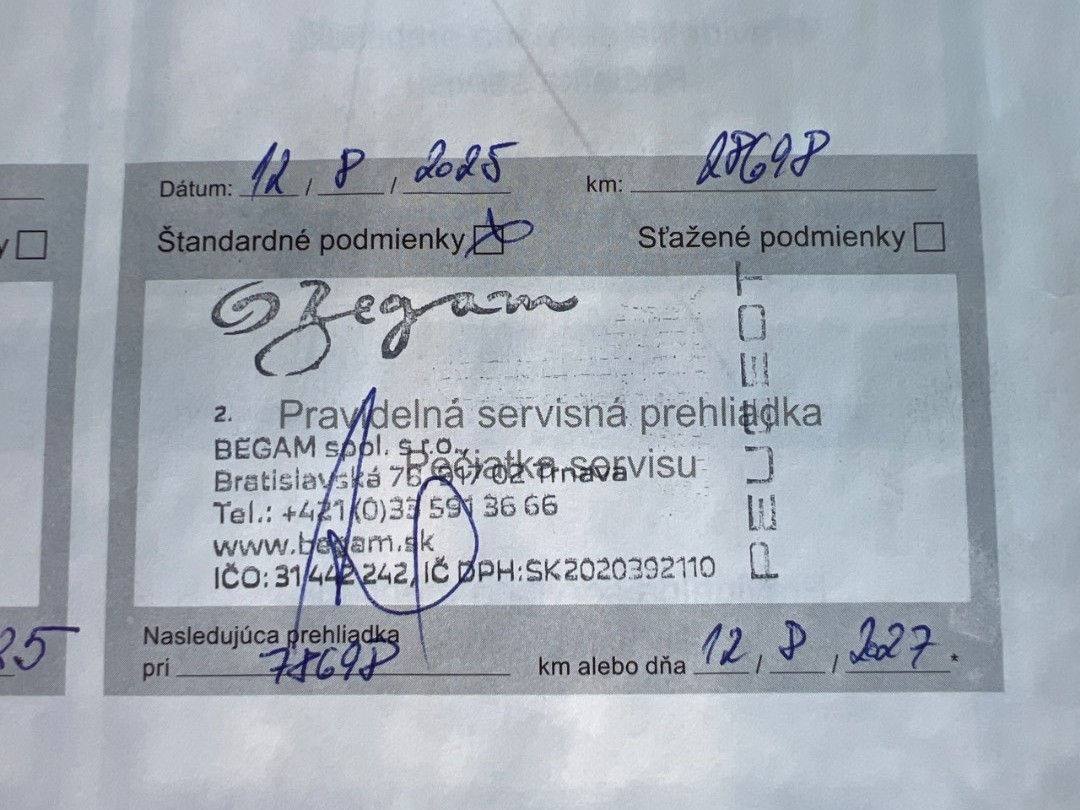 Dátum: 12 / 8 / 2025 km: 28698
y
Štandardné podmienky Sťažené podmienky
Begam
PEUGEOT
2. Pravidelná servisná prehliadka
BEGAM spol. s r.o.,
Pečiatka servisu
Bratislavská 76 917 02 Trnava
Tel.: +421 (0)33 591 36 66
www.begam.sk
IČO: 31 442 242, IČ DPH:SK2020392110
25
Nasledujúca prehliadka
pri 78698 km alebo dňa 12 / 8 / 2027 *